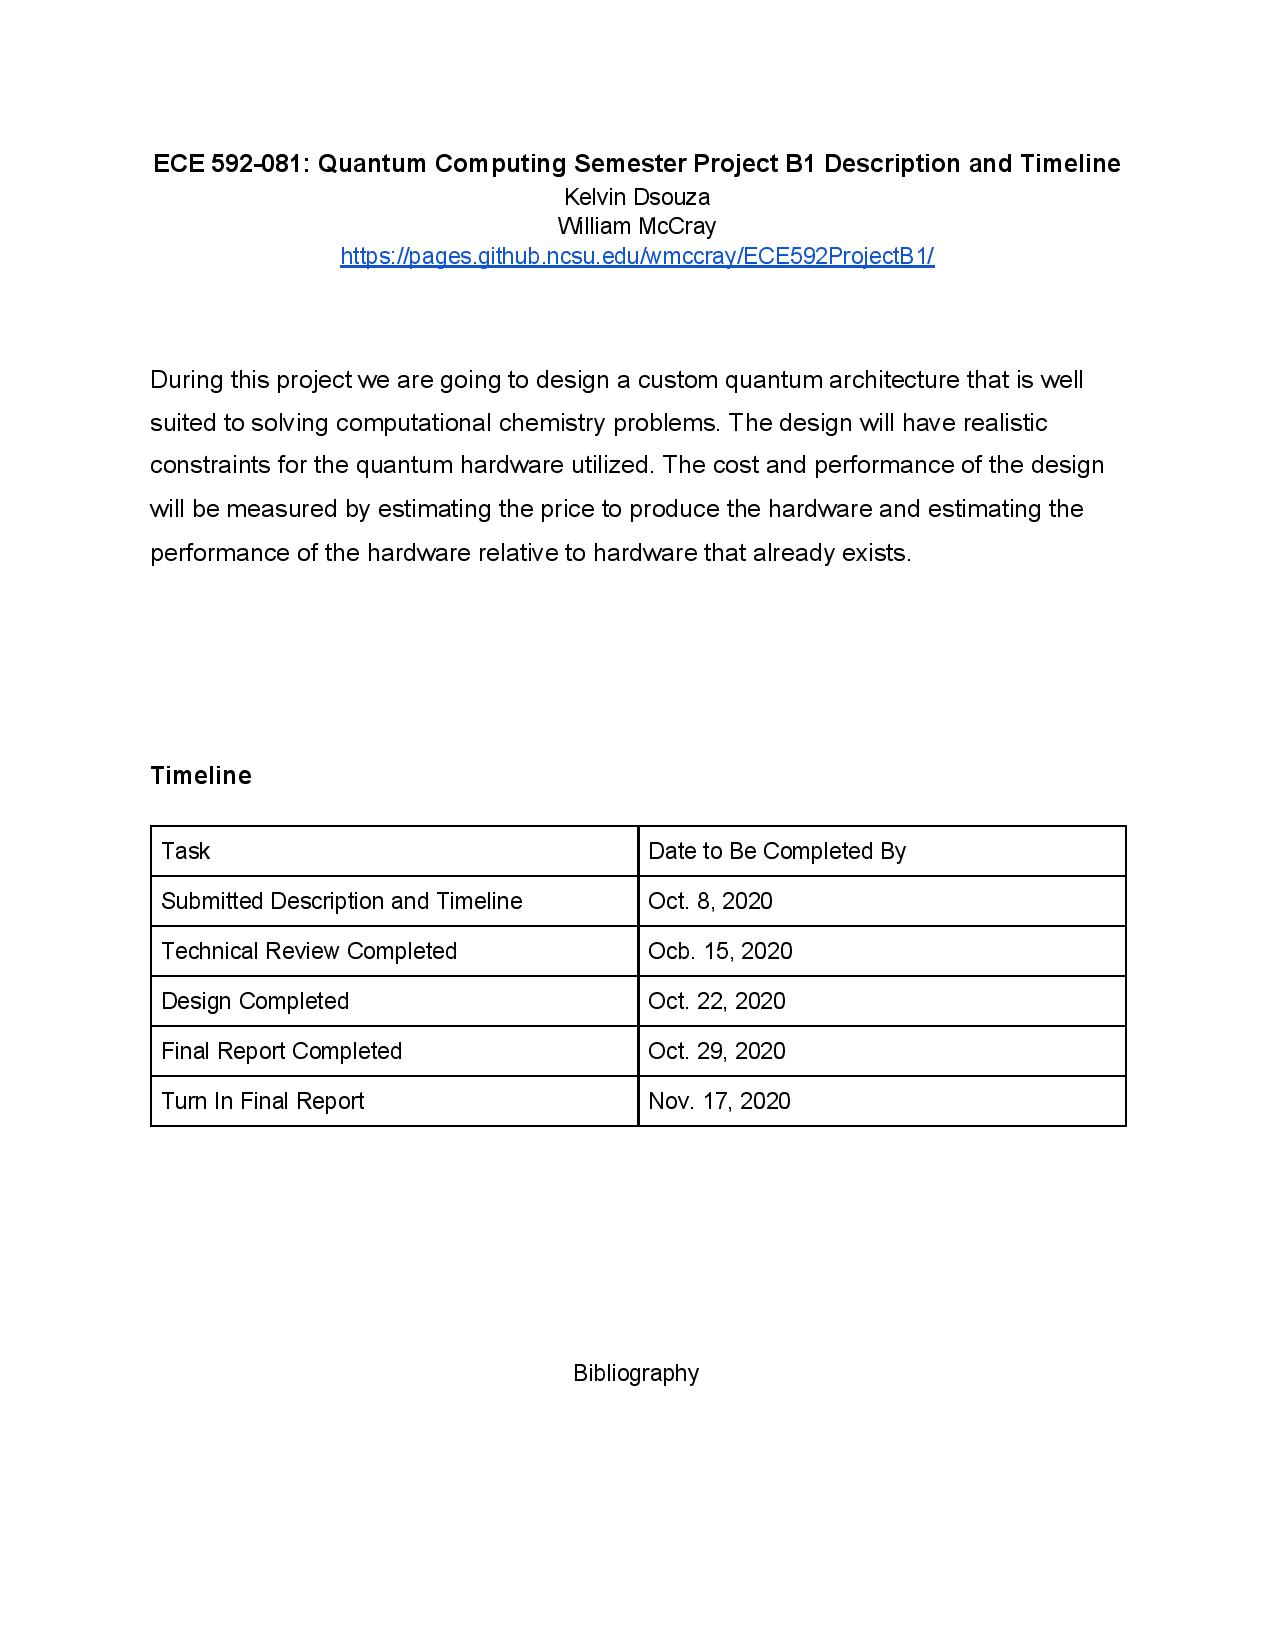 ECE 592-081: Quantum Computing Semester Project B1 Description and Timeline
Kelvin Dsouza
William McCray
https://pages.github.ncsu.edu/wmccray/ECE592ProjectB1/
During this project we are going to design a custom quantum architecture that is well
suited to solving computational chemistry problems. The design will have realistic
constraints for the quantum hardware utilized. The cost and performance of the design
will be measured by estimating the price to produce the hardware and estimating the
performance of the hardware relative to hardware that already exists.
Timeline
Task Date to Be Completed By
Submitted Description and Timeline Oct. 8, 2020
Technical Review Completed Ocb. 15, 2020
Design Completed Oct. 22, 2020
Final Report Completed Oct. 29, 2020
Turn In Final Report Nov. 17, 2020
Bibliography